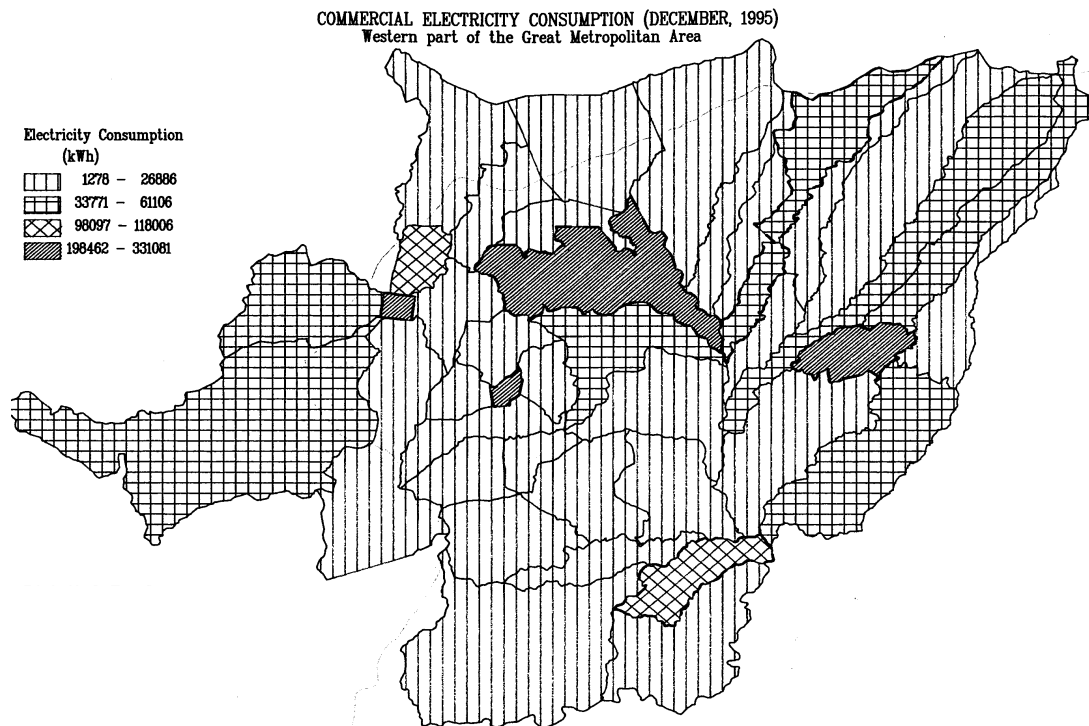 COMMERCIAL ELECTRICITY CONSUMPTION (DECEMBER, 1995)
Western part of the Great Metropolitan Area
Electricity Consumption
(kWh)
1278 - 26886
33771 - 61106
98097 - 118006
198462 - 331081